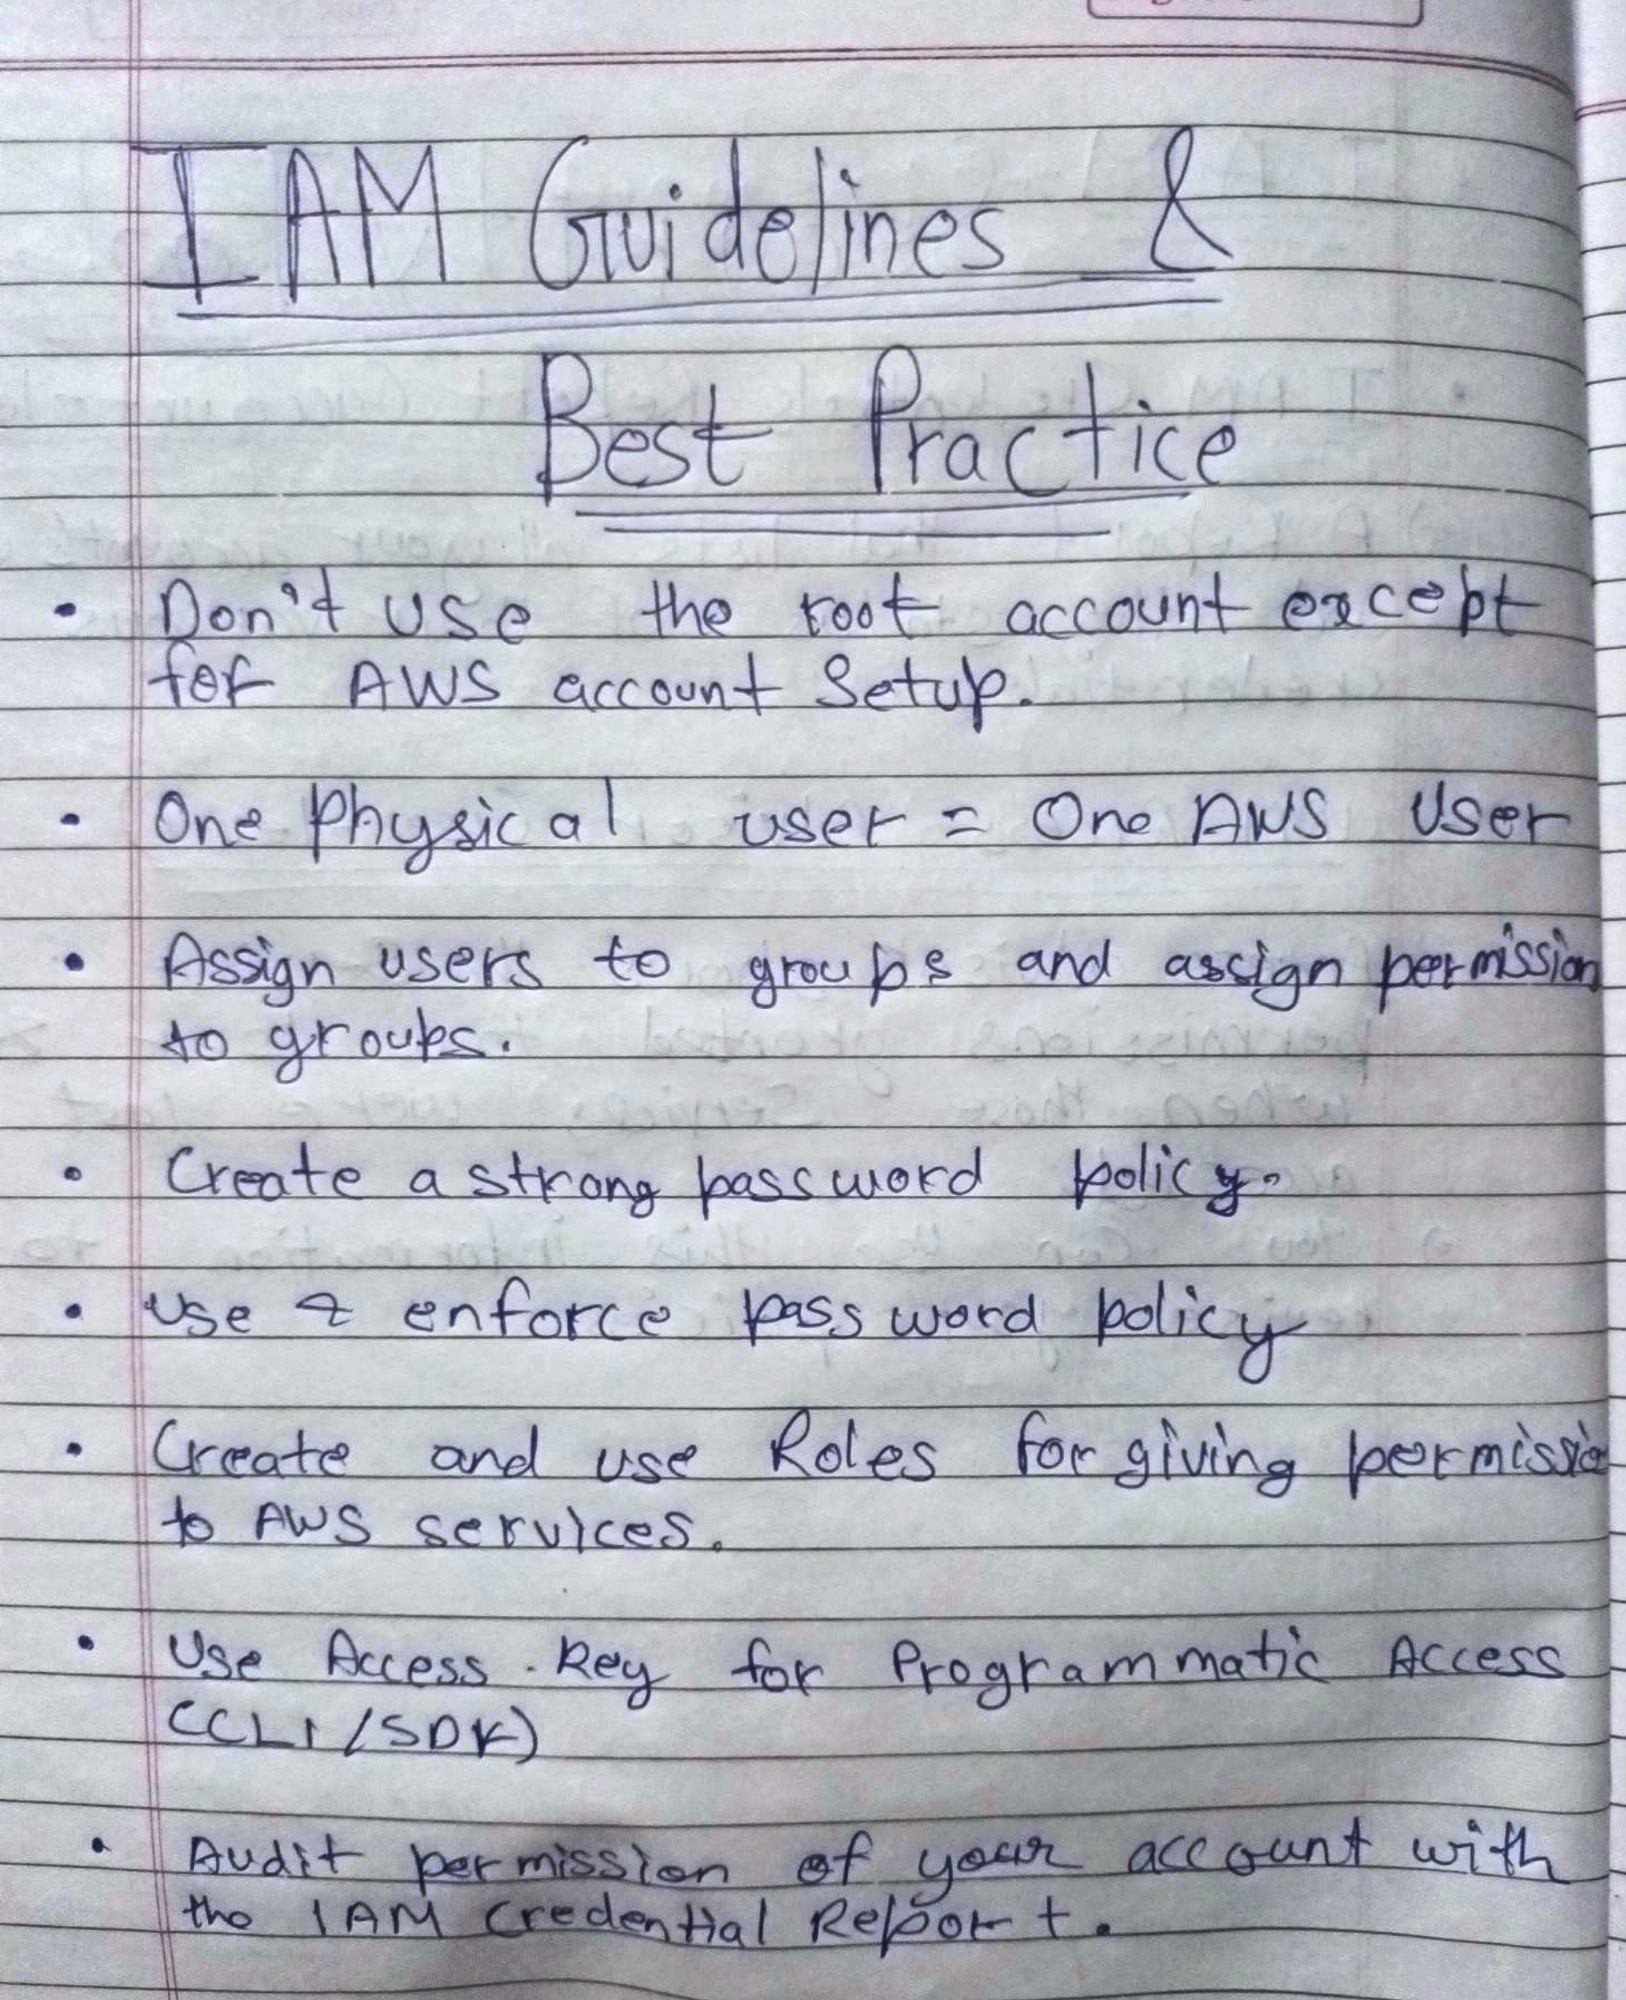 IAM Guidelines &
Best Practice
• Don't use the root account except
for AWS account Setup.
• One Physical user = One AWS User
• Assign users to groups and assign permission
to groups.
• Create a strong password policy.
• Use & enforce password policy
• Create and use Roles for giving permissio
to AWS services.
• Use Access Key for Programmatic Access
(CLI/SDK)
• Audit permission of your account with
the IAM Credential Report.